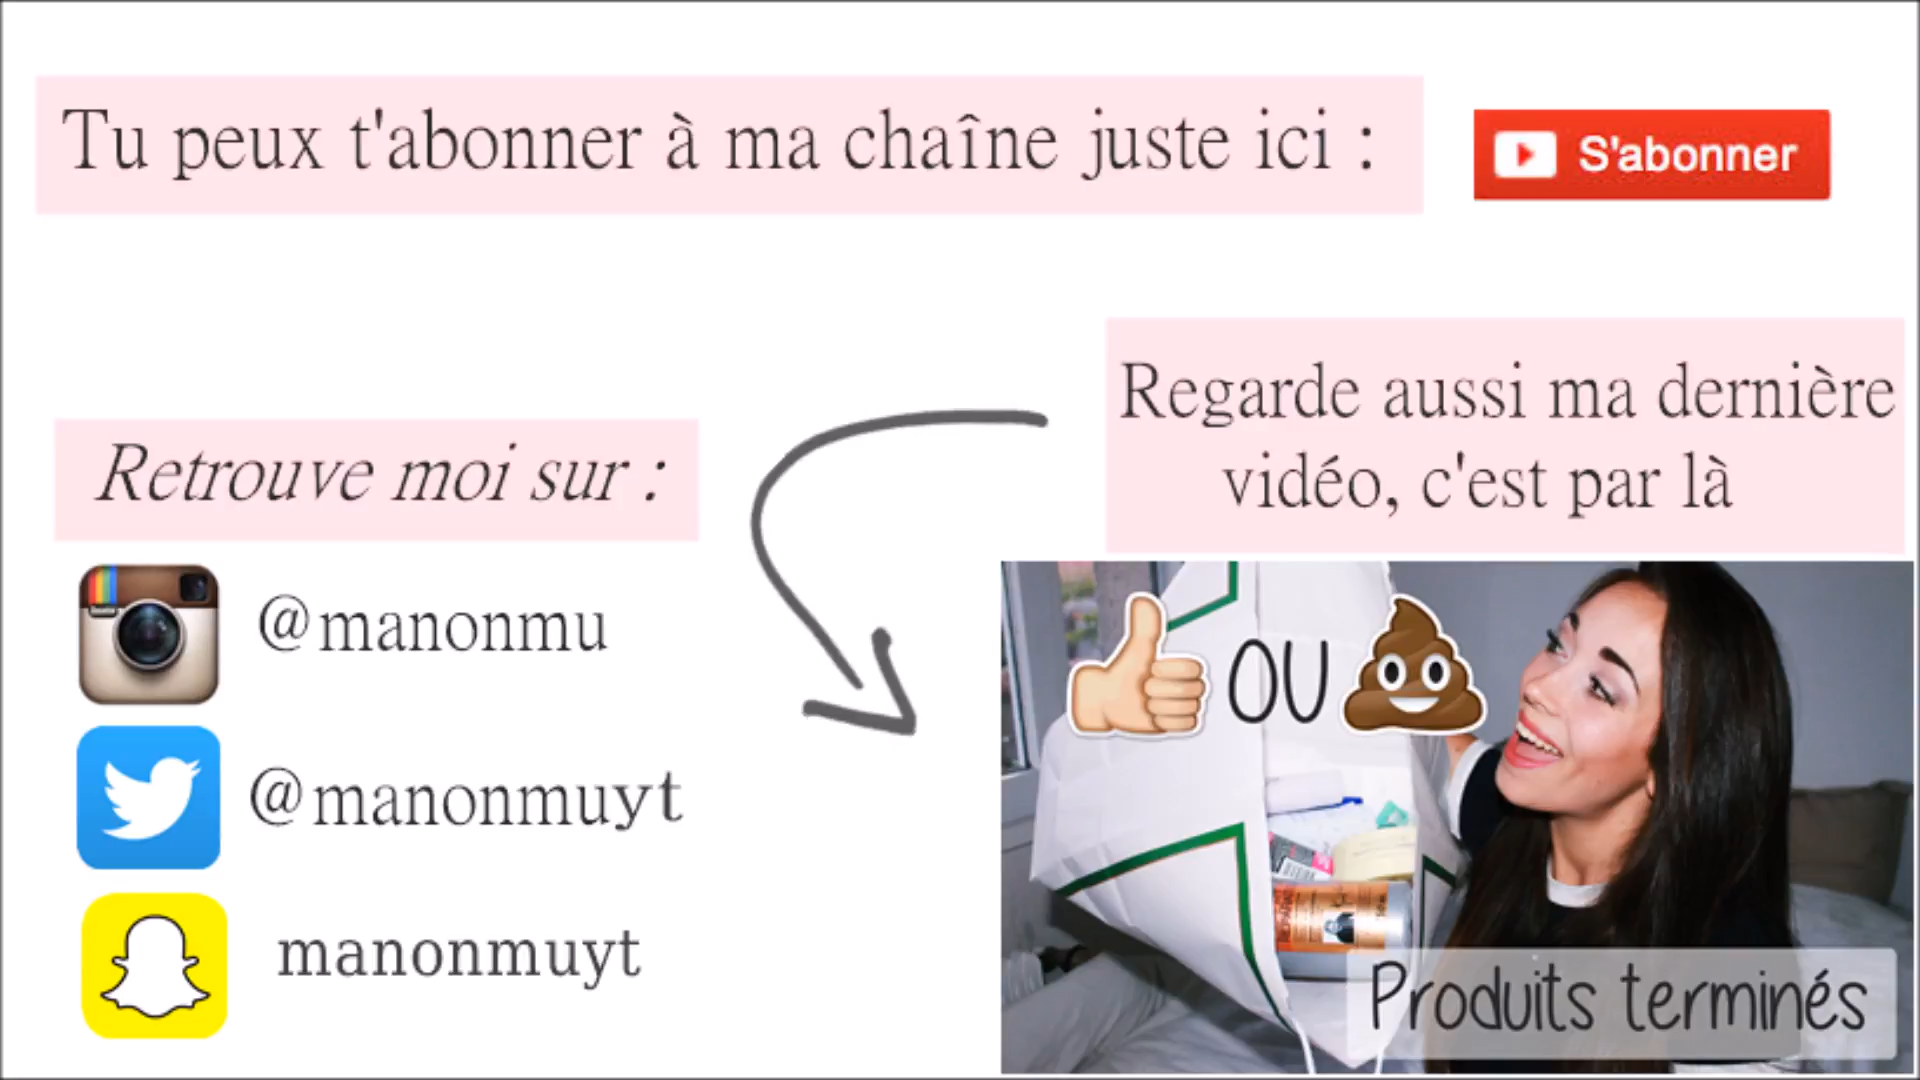 Tu peux t'abonner à ma chaîne juste ici :
S'abonner
Regarde aussi ma dernière
vidéo, c'est par là
Retrouve moi sur :
@manonmu
@manonmuyt
manonmuyt
OU
Produits terminés